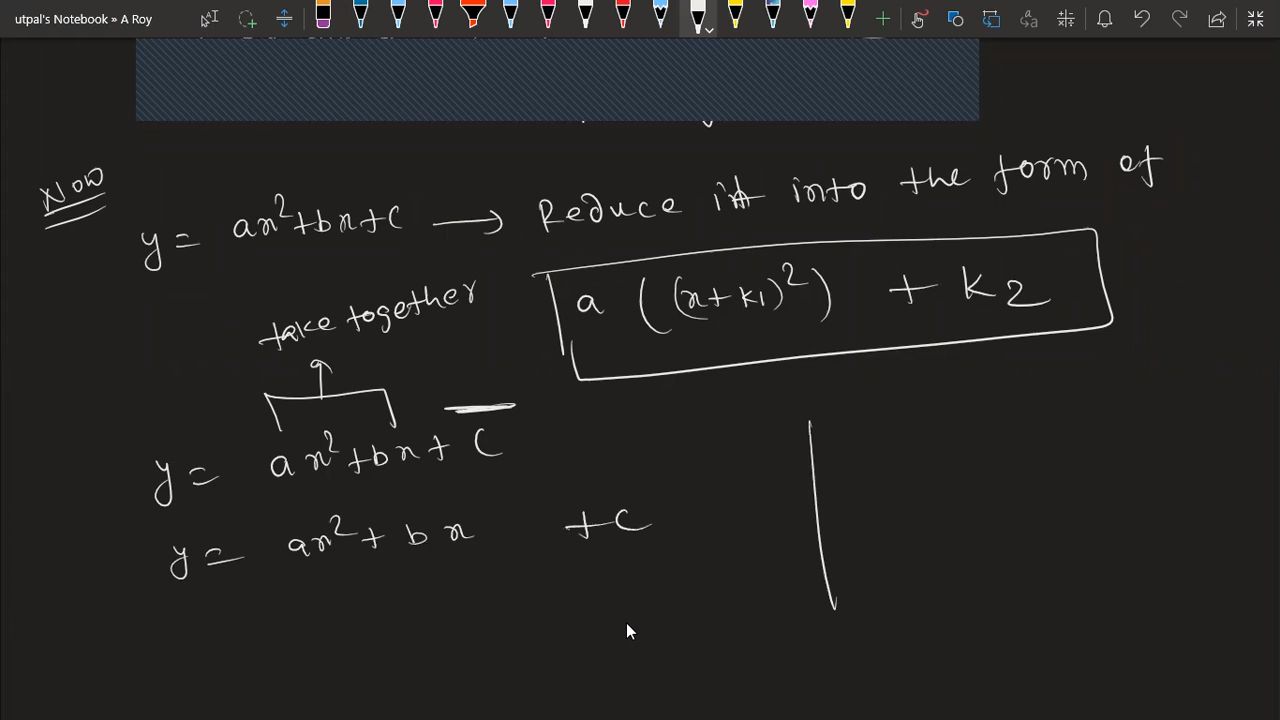 utpal's Notebook » A Roy
Now
y = ax²+bx+c → Reduce it into the form of
a ((x+k1)²) + k2
take together
y = ax²+bx+ c
y = ax²+ bx +c